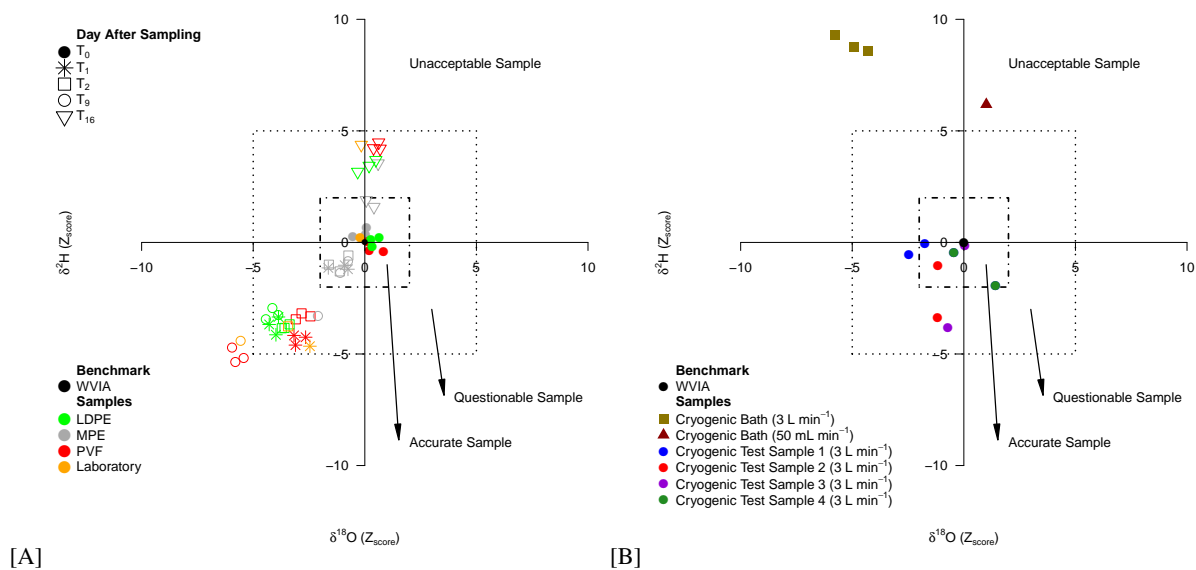 10
Day After Sampling
T0
T1
T2
T9
T16
Unacceptable Sample
5
δ2H (Zscore)
−10
−5
0
0
5
10
−5
Benchmark
WVIA
Samples
LDPE
MPE
PVF
Laboratory
Questionable Sample
Accurate Sample
−10
δ18O (Zscore)
[A]
10
Unacceptable Sample
5
δ2H (Zscore)
−10
−5
0
0
5
10
−5
Benchmark
WVIA
Samples
Cryogenic Bath (3 L min−1)
Cryogenic Bath (50 mL min−1)
Cryogenic Test Sample 1 (3 L min−1)
Cryogenic Test Sample 2 (3 L min−1)
Cryogenic Test Sample 3 (3 L min−1)
Cryogenic Test Sample 4 (3 L min−1)
Questionable Sample
Accurate Sample
−10
δ18O (Zscore)
[B]